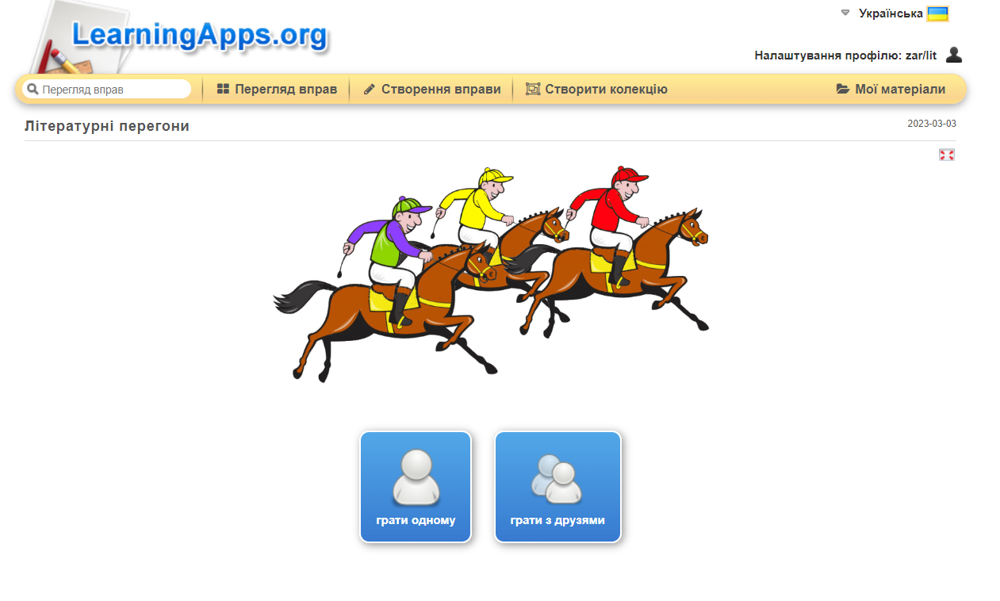 LearningApps.org
Українська
Налаштування профілю: zar/lit
Перегляд вправ
Перегляд вправ
Створення вправи
Створити колекцію
Мої матеріали
Літературні перегони
2023-03-03
грати одному
грати з друзями